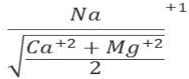 Na
+1
√
Ca+2 + Mg+2
2